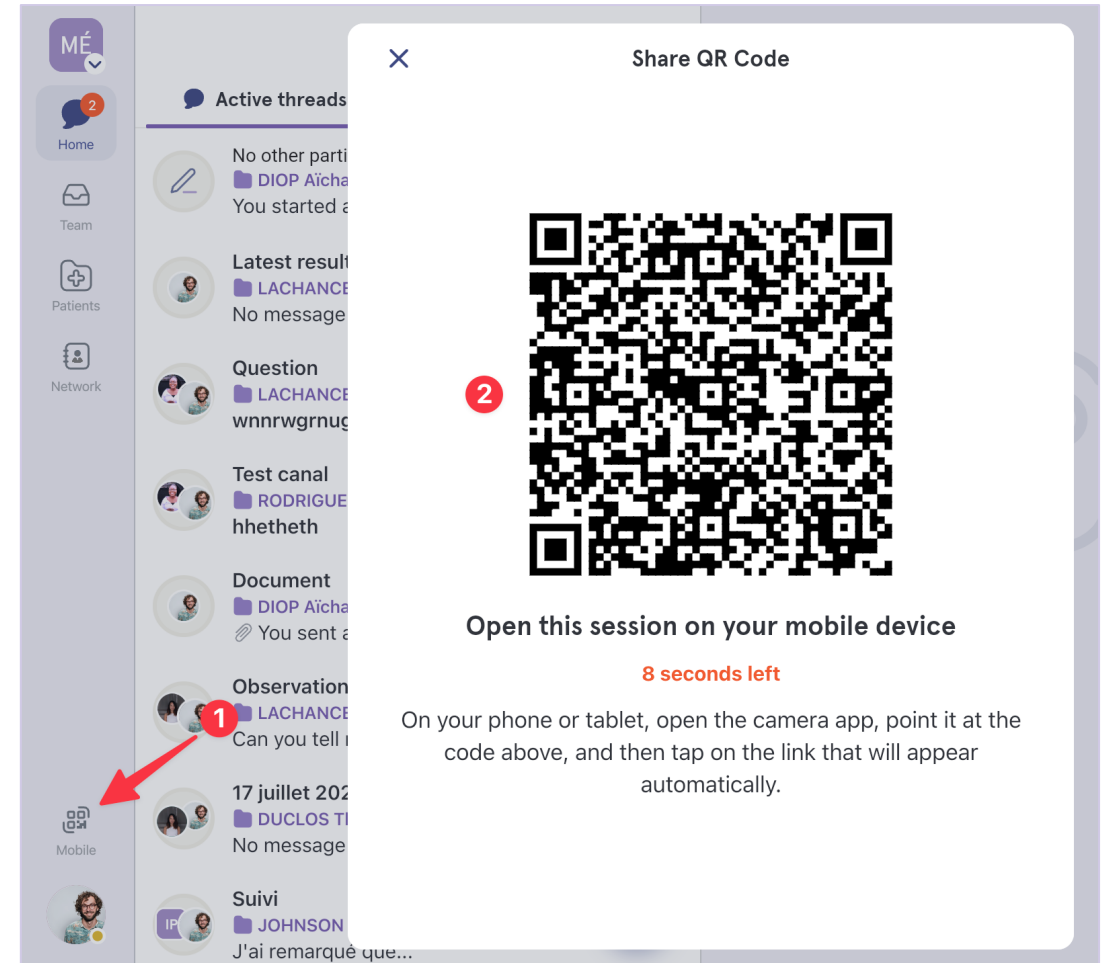 MÉ
2
Home
Team
Patients
Network
1
Mobile
Active threads
No other parti
DIOP Aïcha
You started a
Latest result
LACHANCE
No message
Question
LACHANCE
wnnrwgrnug
Test canal
RODRIGUE
hhetheth
Document
DIOP Aïcha
You sent a
Observation
LACHANCE
Can you tell
17 juillet 202
DUCLOS
No message
IP
Suivi
JOHNSON
J'ai remarqué que...
Share QR Code
2
Open this session on your mobile device
8 seconds left
On your phone or tablet, open the camera app, point it at the
code above, and then tap on the link that will appear
automatically.